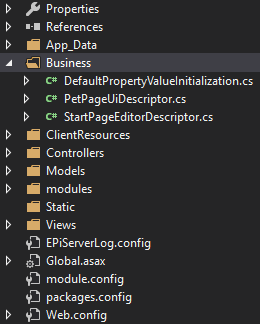 Properties
References
App_Data
Business
C# DefaultPropertyValueInitialization.cs
C# PetPageUiDescriptor.cs
C# StartPageEditorDescriptor.cs
ClientResources
Controllers
Models
modules
Static
Views
EPiServerLog.config
Global.asax
module.config
packages.config
Web.config